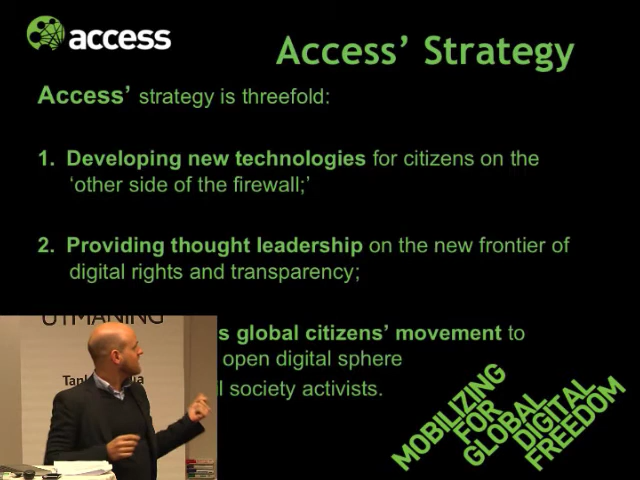 access
Access’ Strategy
Access’ strategy is threefold:
1. Developing new technologies for citizens on the
‘other side of the firewall;’
2. Providing thought leadership on the new frontier of
digital rights and transparency;
global citizens’ movement to
open digital sphere
society activists.
UTMANING
MOBILIZING
FOR
GLOBAL
DIGITAL
FREEDOM